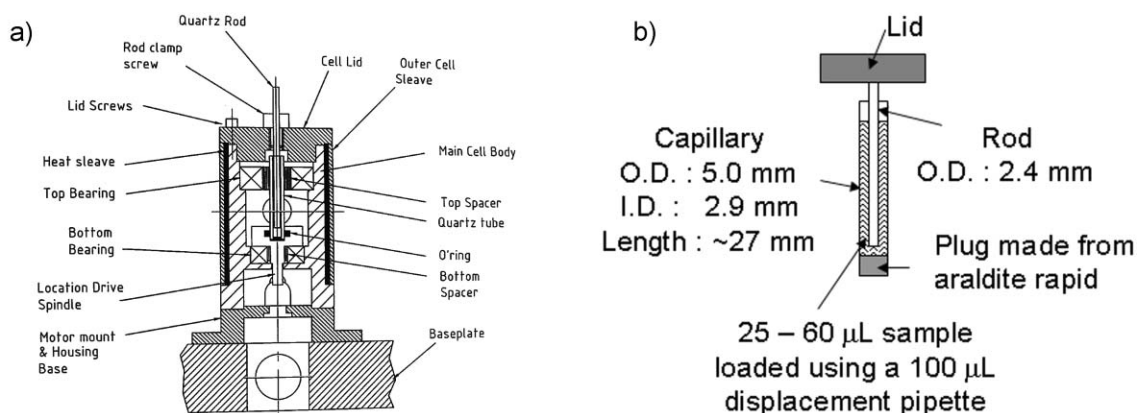 a)
Quartz Rod
Rod clamp
screw
Cell Lid
Outer Cell
Sleave
Lid Screws
Heat sleave
Main Cell Body
Top Bearing
Top Spacer
Quartz tube
Bottom
Bearing
O'ring
Bottom
Spacer
Location Drive
Spindle
Motor mount
& Housing
Base
Baseplate
b)
Lid
Capillary
O.D. : 5.0 mm
I.D. : 2.9 mm
Length : ~27 mm
Rod
O.D. : 2.4 mm
Plug made from
araldite rapid
25 – 60 μL sample
loaded using a 100 μL
displacement pipette